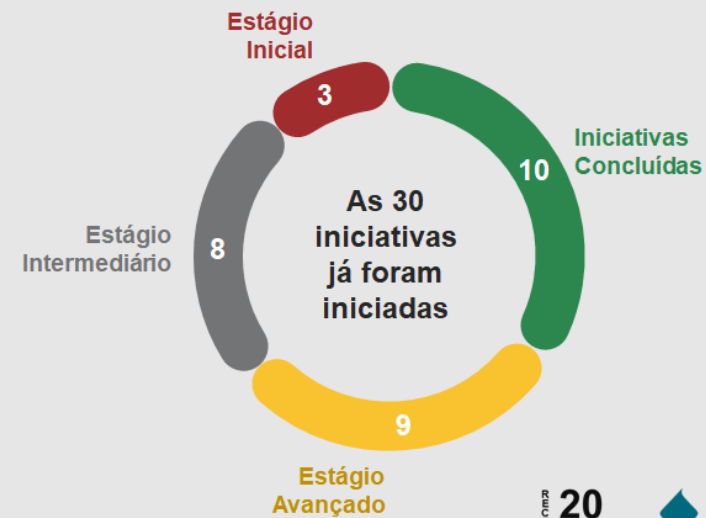 Estágio
Inicial
3
Iniciativas
Concluídas
10
As 30
iniciativas
já foram
iniciadas
Estágio
Intermediário
8
9
Estágio
Avançado
20